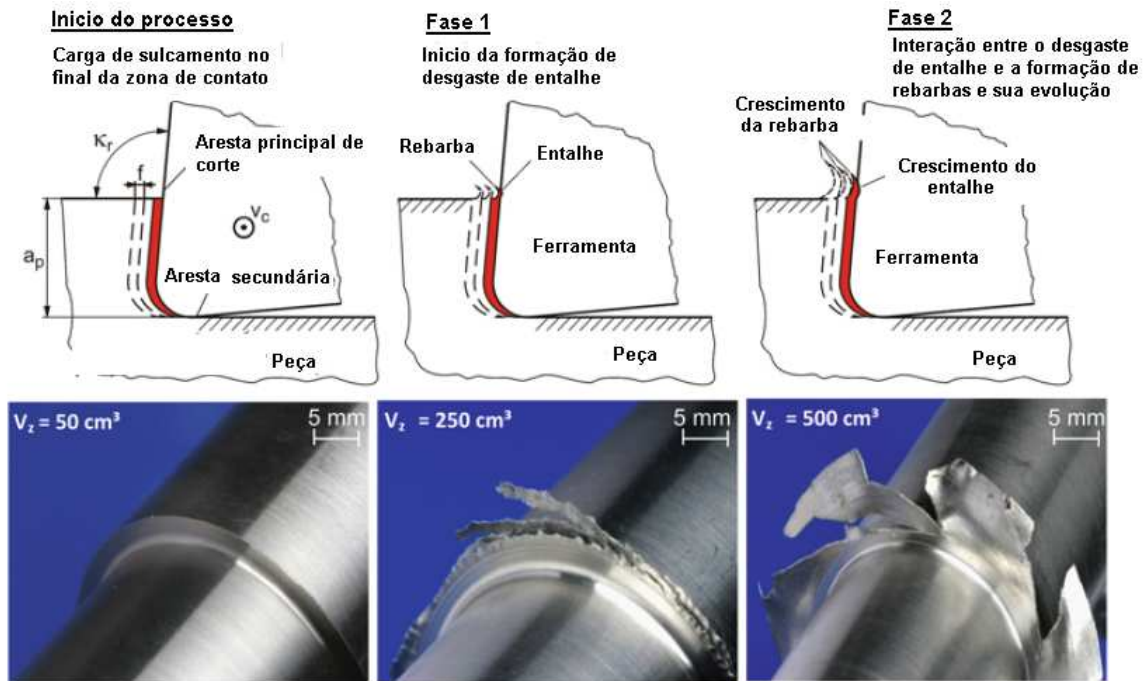 Inicio do processo
Carga de sulcamento no
final da zona de contato
κr
f
Aresta principal de
corte
vc
ap
Aresta secundária
Peça
Fase 1
Inicio da formação de
desgaste de entalhe
Rebarba
Entalhe
Ferramenta
Peça
Fase 2
Interação entre o desgaste
de entalhe e a formação de
rebarbas e sua evolução
Crescimento
da rebarba
Crescimento do
entalhe
Ferramenta
Peça
Vz = 50 cm³
5 mm
Vz = 250 cm³
5 mm
Vz = 500 cm³
5 mm